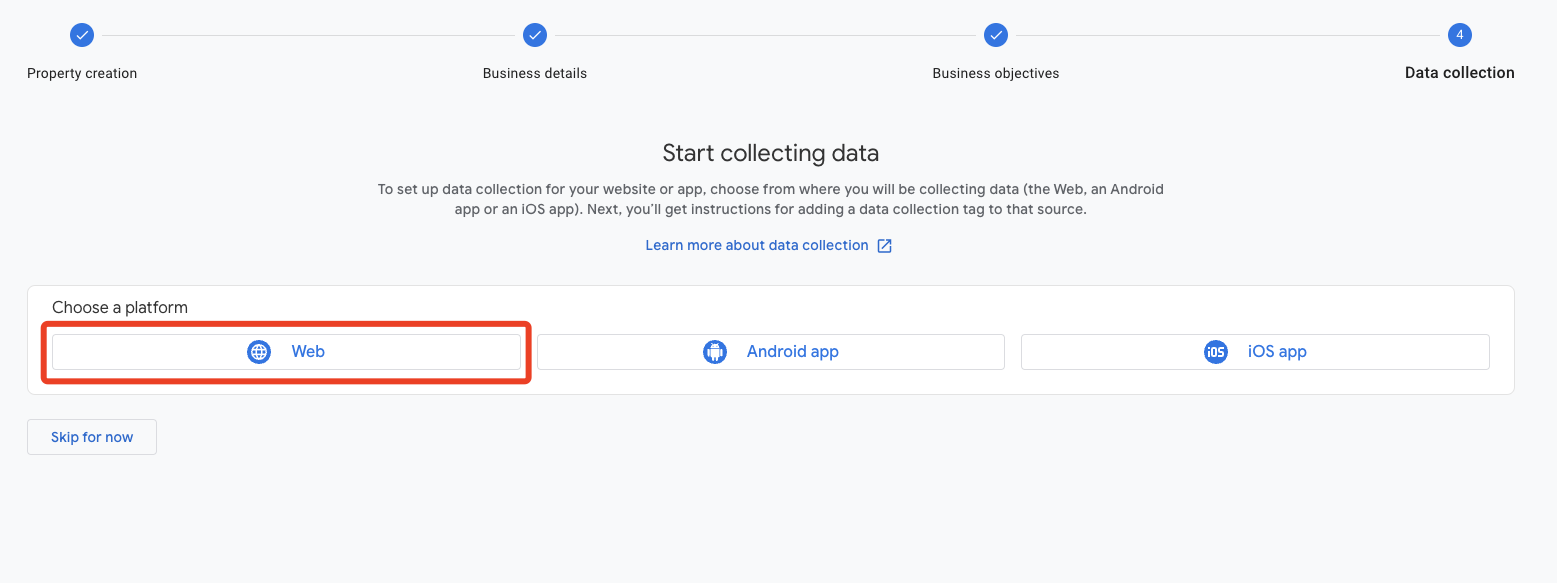 4
Property creation
Business details
Business objectives
Data collection
Start collecting data
To set up data collection for your website or app, choose from where you will be collecting data (the Web, an Android
app or an iOS app). Next, you'll get instructions for adding a data collection tag to that source.
Learn more about data collection
Choose a platform
Web
Android app
iOS iOS app
Skip for now